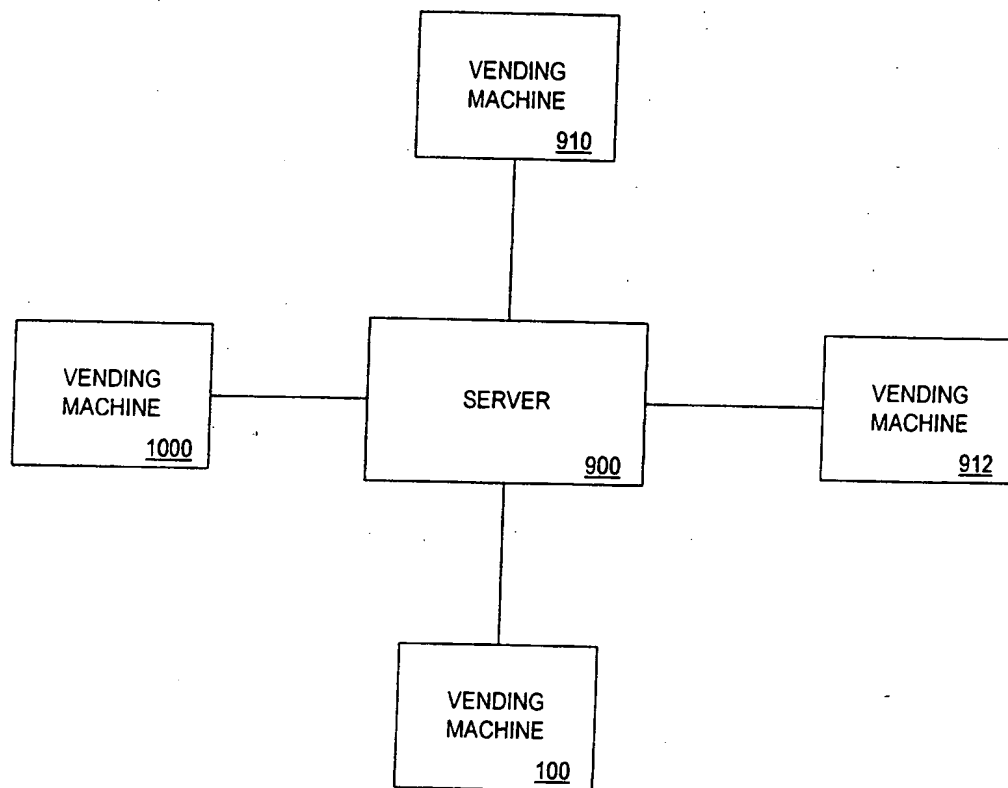 VENDING
MACHINE
910
VENDING
MACHINE
1000
SERVER
900
VENDING
MACHINE
912
VENDING
MACHINE
100